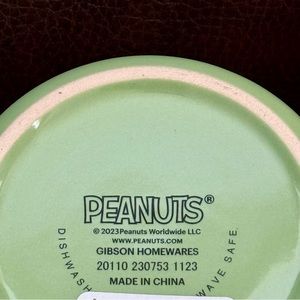 PEANUTS®
© 2023 Peanuts Worldwide LLC
WWW.PEANUTS.COM
GIBSON HOMEWARES
20110 230753 1123
MADE IN CHINA
DISHWASH
WAVE SAFE